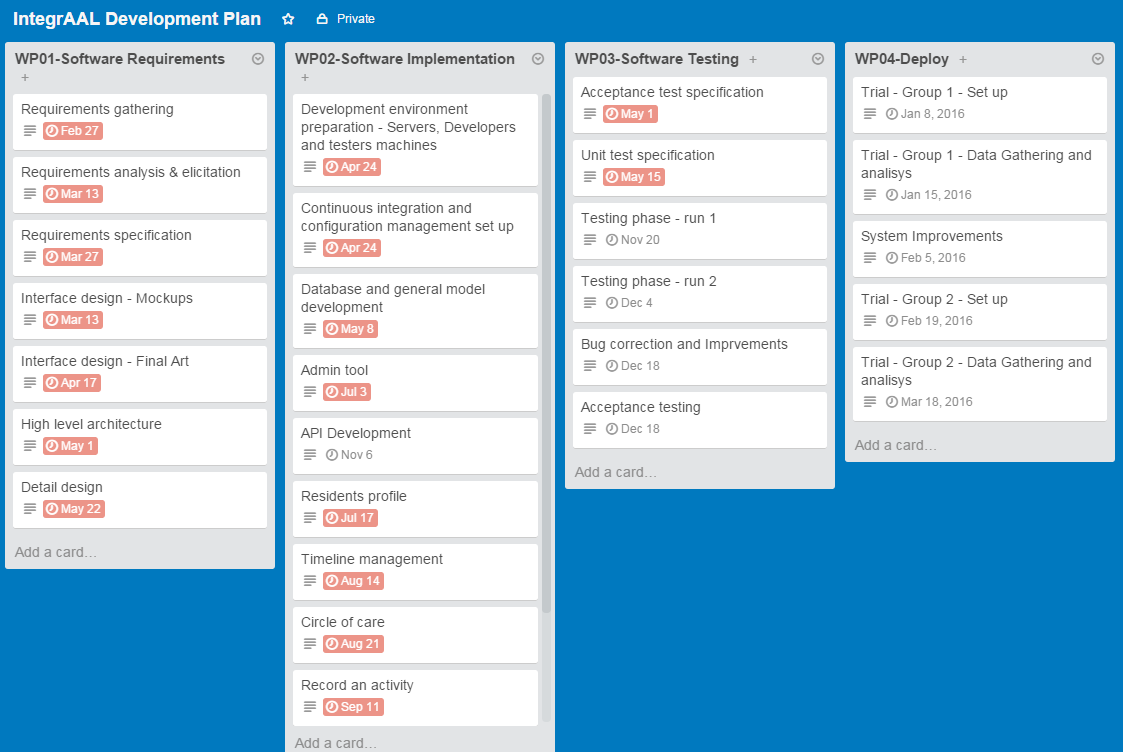 IntegrAAL Development Plan Private
WP01-Software Requirements
+
Requirements gathering
Feb 27
Requirements analysis & elicitation
Mar 13
Requirements specification
Mar 27
Interface design - Mockups
Mar 13
Interface design - Final Art
Apr 17
High level architecture
May 1
Detail design
May 22
Add a card…
WP02-Software Implementation
+
Development environment
preparation - Servers, Developers
and testers machines
Apr 24
Continuous integration and
configuration management set up
Apr 24
Database and general model
development
May 8
Admin tool
Jul 3
API Development
Nov 6
Residents profile
Jul 17
Timeline management
Aug 14
Circle of care
Aug 21
Record an activity
Sep 11
Add a card…
WP03-Software Testing +
Acceptance test specification
May 1
Unit test specification
May 15
Testing phase - run 1
Nov 20
Testing phase - run 2
Dec 4
Bug correction and Imprvements
Dec 18
Acceptance testing
Dec 18
Add a card…
WP04-Deploy +
Trial - Group 1 - Set up
Jan 8, 2016
Trial - Group 1 - Data Gathering and
analisys
Jan 15, 2016
System Improvements
Feb 5, 2016
Trial - Group 2 - Set up
Feb 19, 2016
Trial - Group 2 - Data Gathering and
analisys
Mar 18, 2016
Add a card…